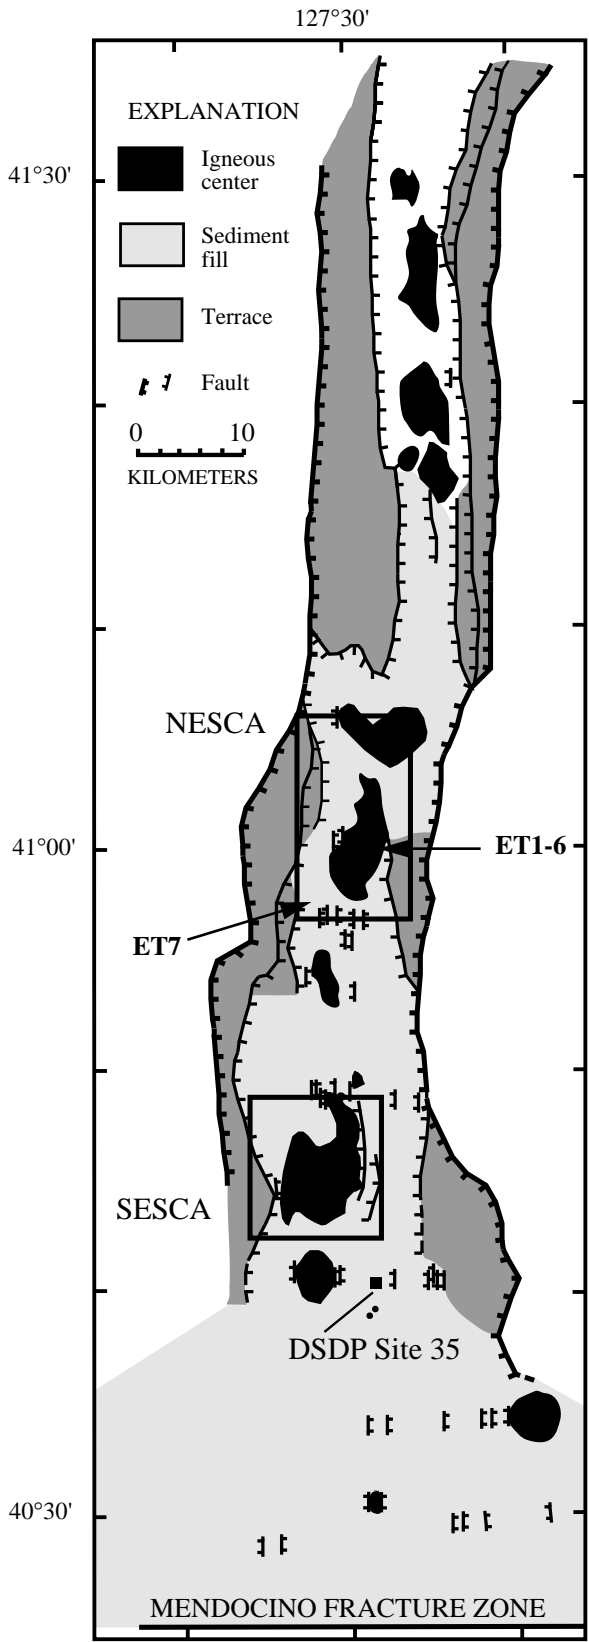 127°30'
EXPLANATION
41°30'
Igneous
center
Sediment
fill
Terrace
Fault
0 10
KILOMETERS
NESCA
41°00'
ET1-6
ET7
SESCA
DSDP Site 35
40°30'
MENDOCINO FRACTURE ZONE